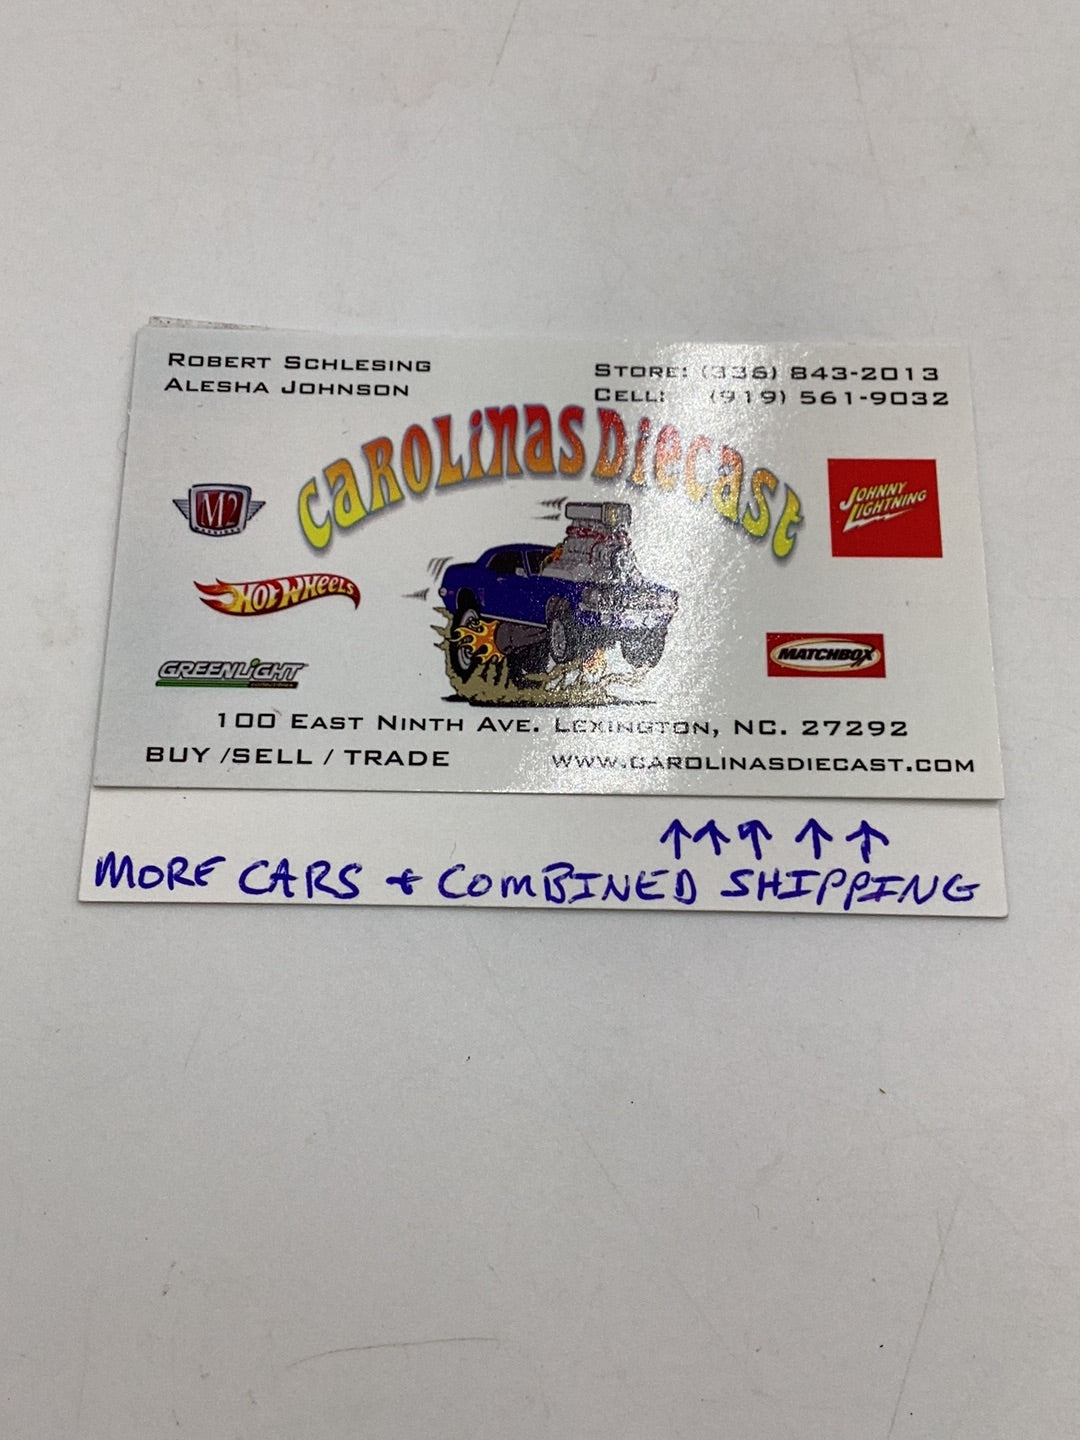 ROBERT SCHLESING
ALESHA JOHNSON
STORE: (336) 843-2013
CELL: (919) 561-9032
CAROLINAS DIECAST
M2
JOHNNY
LIGHTNING
HOT WHEELS
MATCHBOX
GREENLIGHT
100 EAST NINTH AVE. LEXINGTON, NC. 27292
BUY /SELL / TRADE
WWW.CAROLINASDIECAST.COM
↑ ↑ ↑ ↑ ↑
MORE CARS + COMBINED SHIPPING